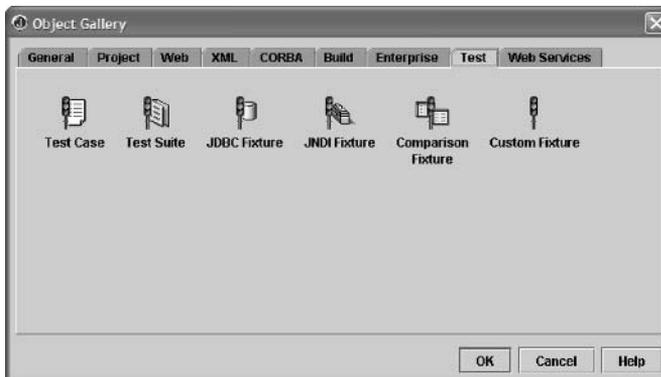 Object Gallery
General Project Web XML CORBA Build Enterprise Test Web Services
Test Case Test Suite JDBC Fixture JNDI Fixture Comparison Fixture Custom Fixture
OK Cancel Help